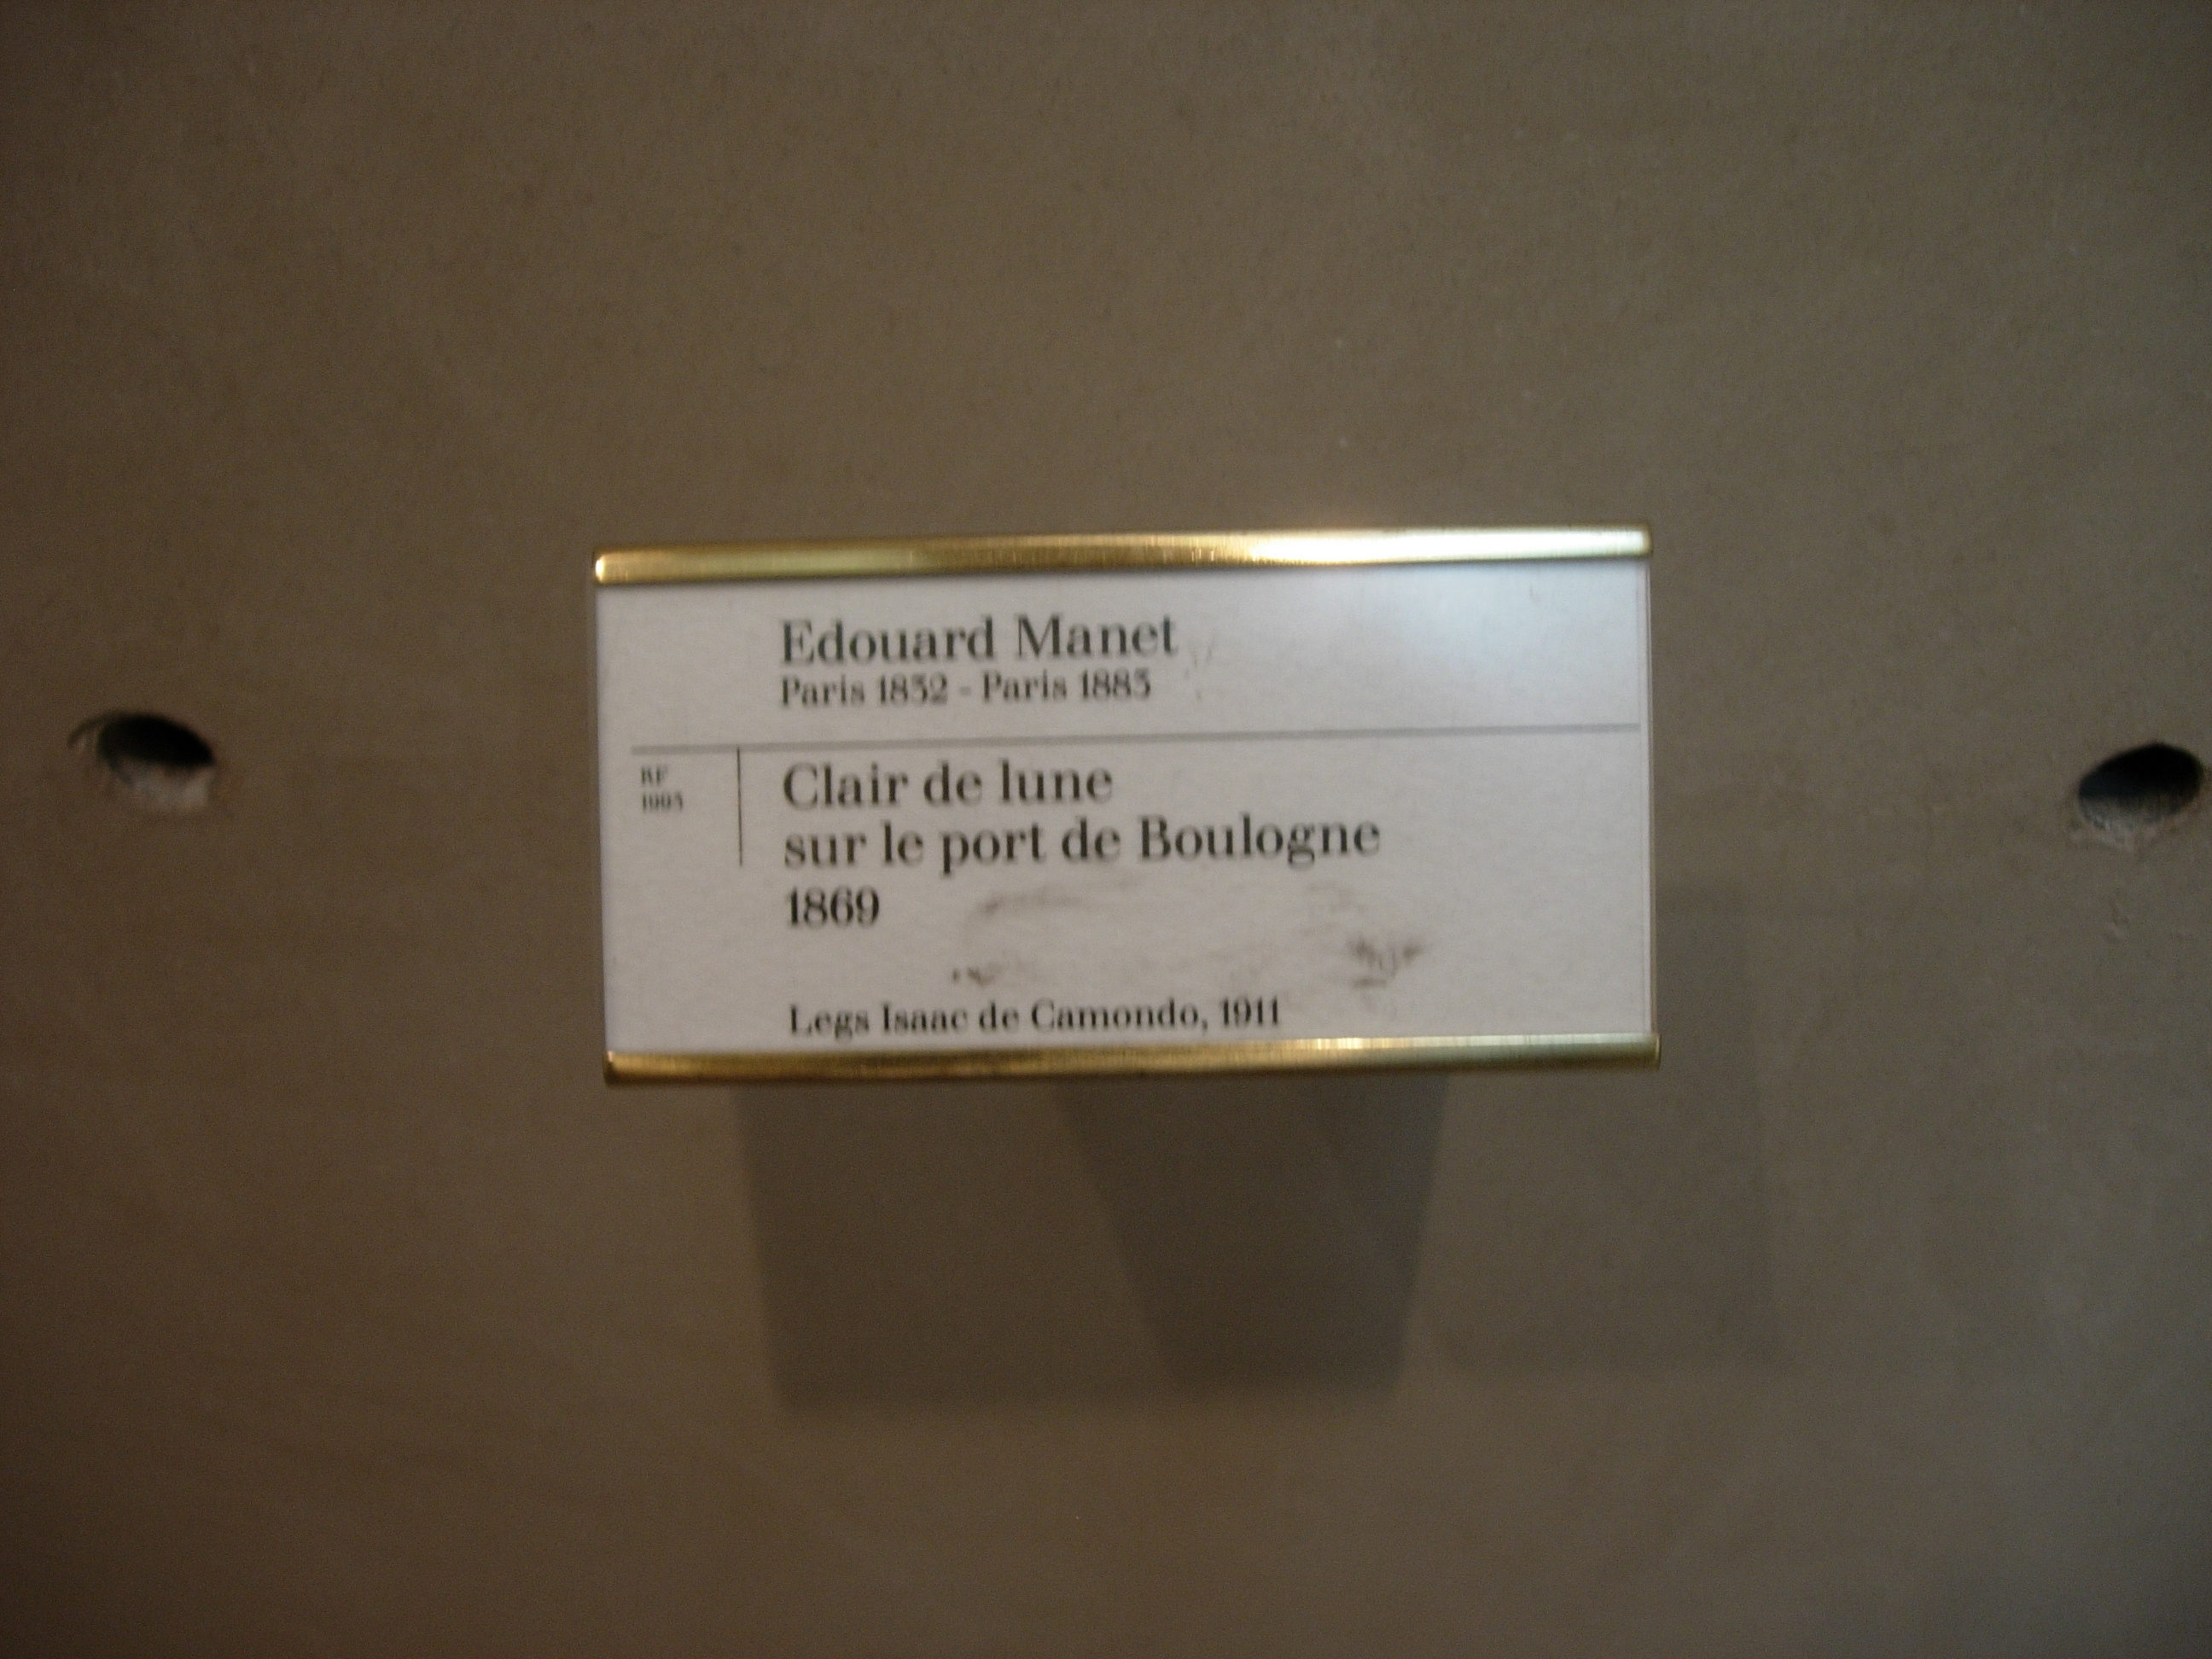 Edouard Manet
Paris 1832 - Paris 1883
RF
1993
Clair de lune
sur le port de Boulogne
1869
Legs Isaac de Camondo, 1911